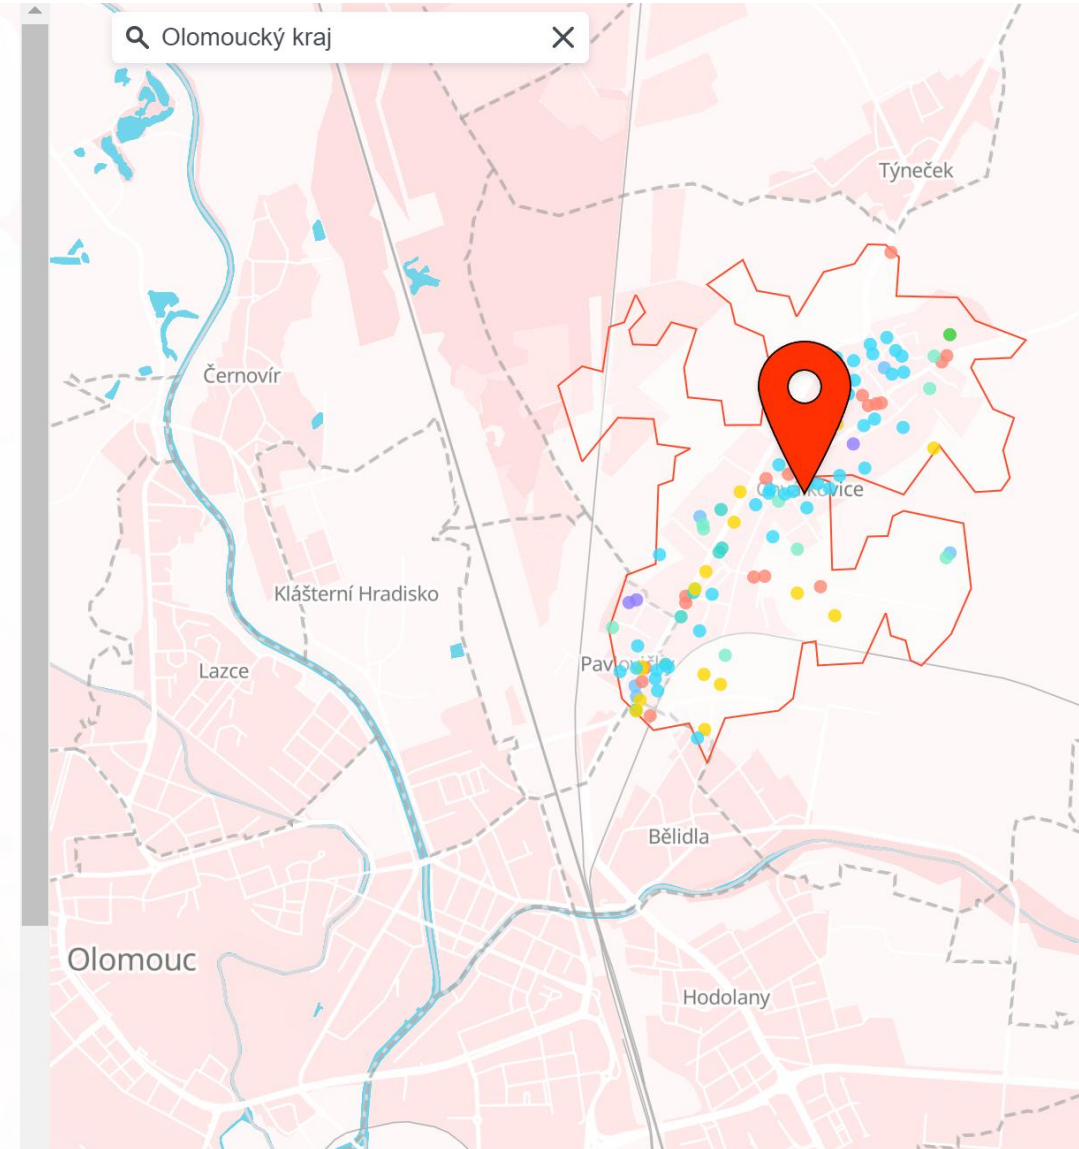 Olomoucký kraj
Týneček
Černovír
Klášterní Hradisko
Lazce
Bělidla
Olomouc
Hodolany